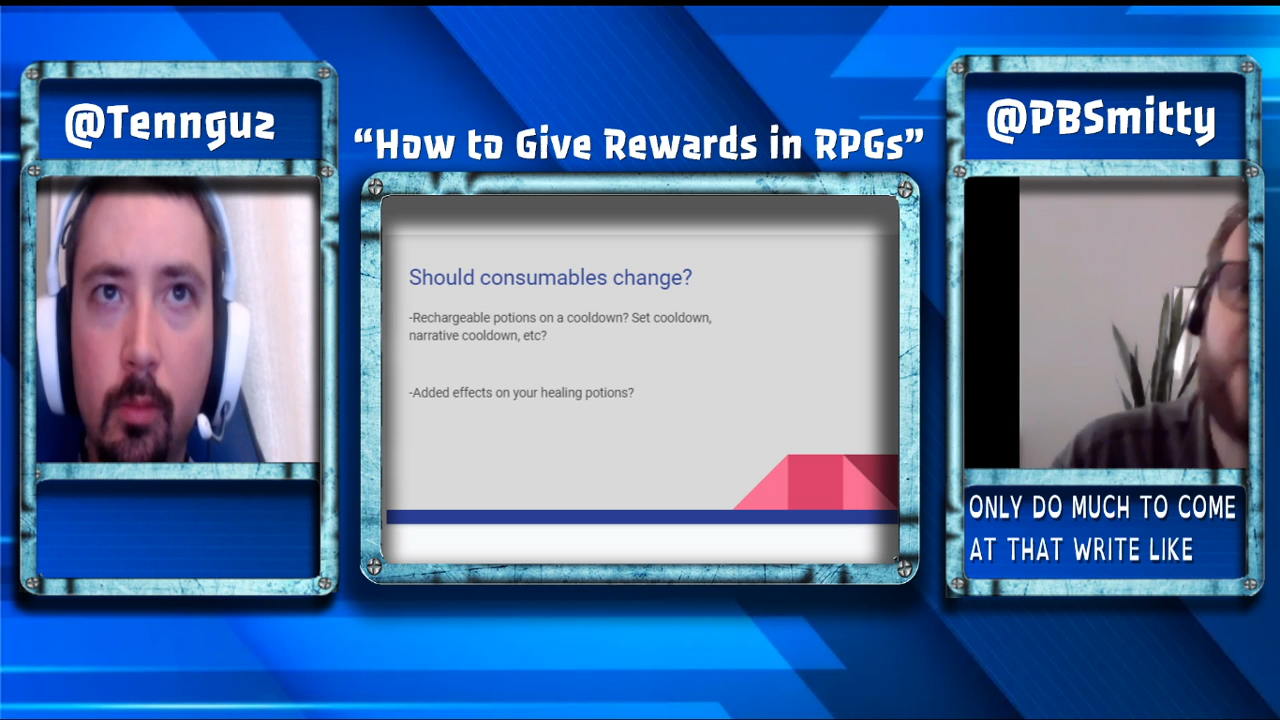 @Tennguz
“How to Give Rewards in RPGs”
@PBSmitty
Should consumables change?
-Rechargeable potions on a cooldown? Set cooldown,
narrative cooldown, etc?
-Added effects on your healing potions?
ONLY DO MUCH TO COME
AT THAT WRITE LIKE